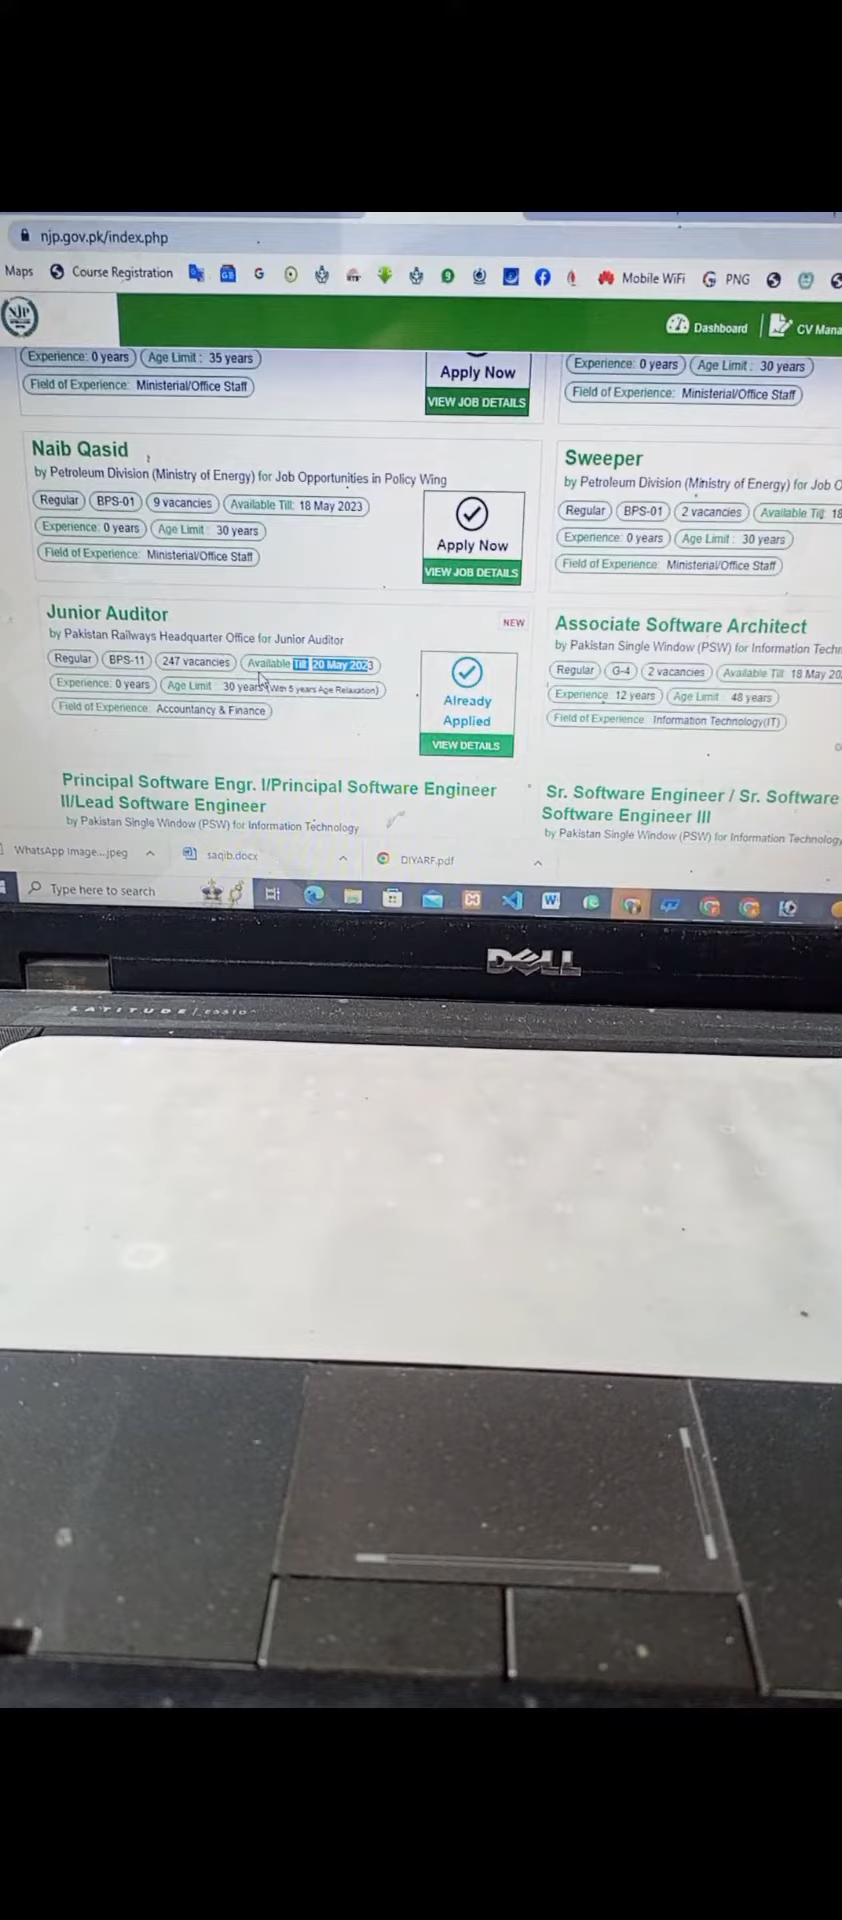 njp.gov.pk/index.php
Maps Course Registration Mobile WiFi PNG
NJP
Dashboard CV Mana
Experience: 0 years Age Limit : 35 years
Field of Experience: Ministerial/Office Staff
Apply Now
VIEW JOB DETAILS
Experience: 0 years Age Limit : 30 years
Field of Experience: Ministerial/Office Staff
Naib Qasid
by Petroleum Division (Ministry of Energy) for Job Opportunities in Policy Wing
Regular BPS-01 9 vacancies Available Till: 18 May 2023
Experience: 0 years Age Limit : 30 years
Field of Experience: Ministerial/Office Staff
Apply Now
VIEW JOB DETAILS
Sweeper
by Petroleum Division (Ministry of Energy) for Job O
Regular BPS-01 2 vacancies Available Till: 18
Experience: 0 years Age Limit : 30 years
Field of Experience: Ministerial/Office Staff
Junior Auditor
NEW
by Pakistan Railways Headquarter Office for Junior Auditor
Regular BPS-11 247 vacancies Available Till: 20 May 2023
Experience: 0 years Age Limit : 30 years (With 5 years Age Relaxation)
Field of Experience: Accountancy & Finance
Already
Applied
VIEW DETAILS
Associate Software Architect
by Pakistan Single Window (PSW) for Information Techn
Regular G-4 2 vacancies Available Till: 18 May 20
Experience: 12 years Age Limit : 48 years
Field of Experience: Information Technology(IT)
Principal Software Engr. I/Principal Software Engineer
II/Lead Software Engineer
by Pakistan Single Window (PSW) for Information Technology
Sr. Software Engineer / Sr. Software
Software Engineer III
by Pakistan Single Window (PSW) for Information Technology
WhatsApp Image...jpeg saqib.docx DIYARF.pdf
Type here to search
DELL
LATITUDE